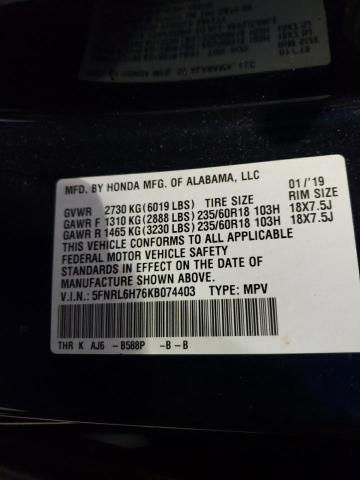 MFD. BY HONDA MFG. OF ALABAMA, LLC
01/'19
TIRE SIZE RIM SIZE
GVWR 2730 KG(6019 LBS)
GAWR F 1310 KG(2888 LBS) 235/60R18 103H 18X7.5J
GAWR R 1465 KG(3230 LBS) 235/60R18 103H 18X7.5J
THIS VEHICLE CONFORMS TO ALL APPLICABLE
FEDERAL MOTOR VEHICLE SAFETY
STANDARDS IN EFFECT ON THE DATE OF
MANUFACTURE SHOWN ABOVE.
V.I.N.: 5FNRL6H76KB074403 TYPE: MPV
THR K AJ6 -B588P -B-B